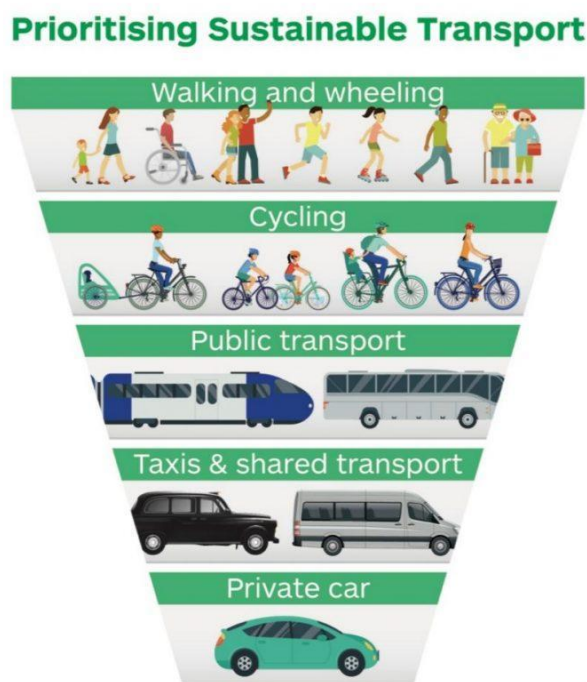 Prioritising Sustainable Transport
Walking and wheeling
Cycling
Public transport
Taxis & shared transport
Private car